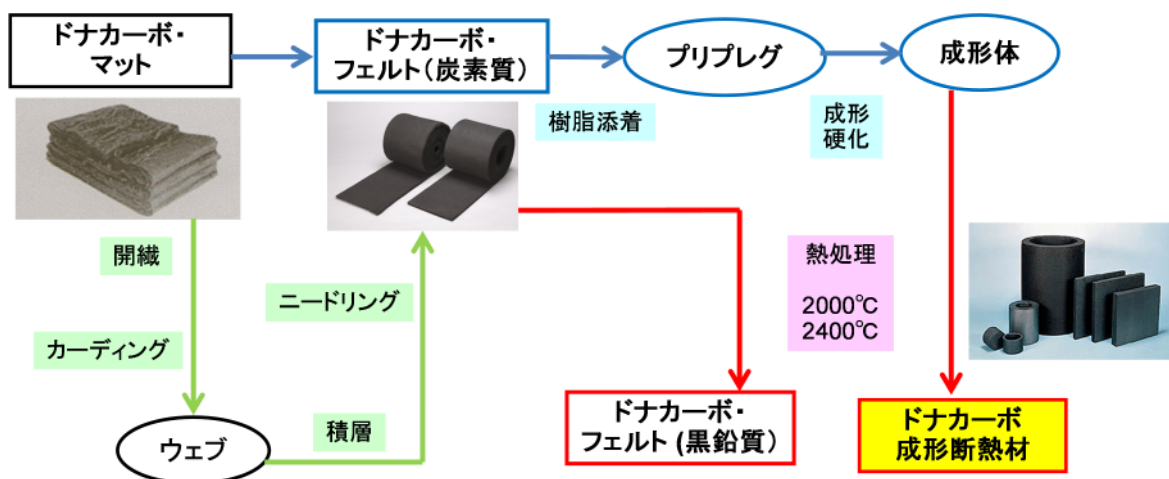 ドナカーボ・
マット
ドナカーボ・
フェルト（炭素質）
プリプレグ
成形体
樹脂添着
成形
硬化
開繊
ニードリング
熱処理
2000℃
2400℃
カーディング
ウェブ
積層
ドナカーボ・
フェルト (黒鉛質）
ドナカーボ
成形断熱材